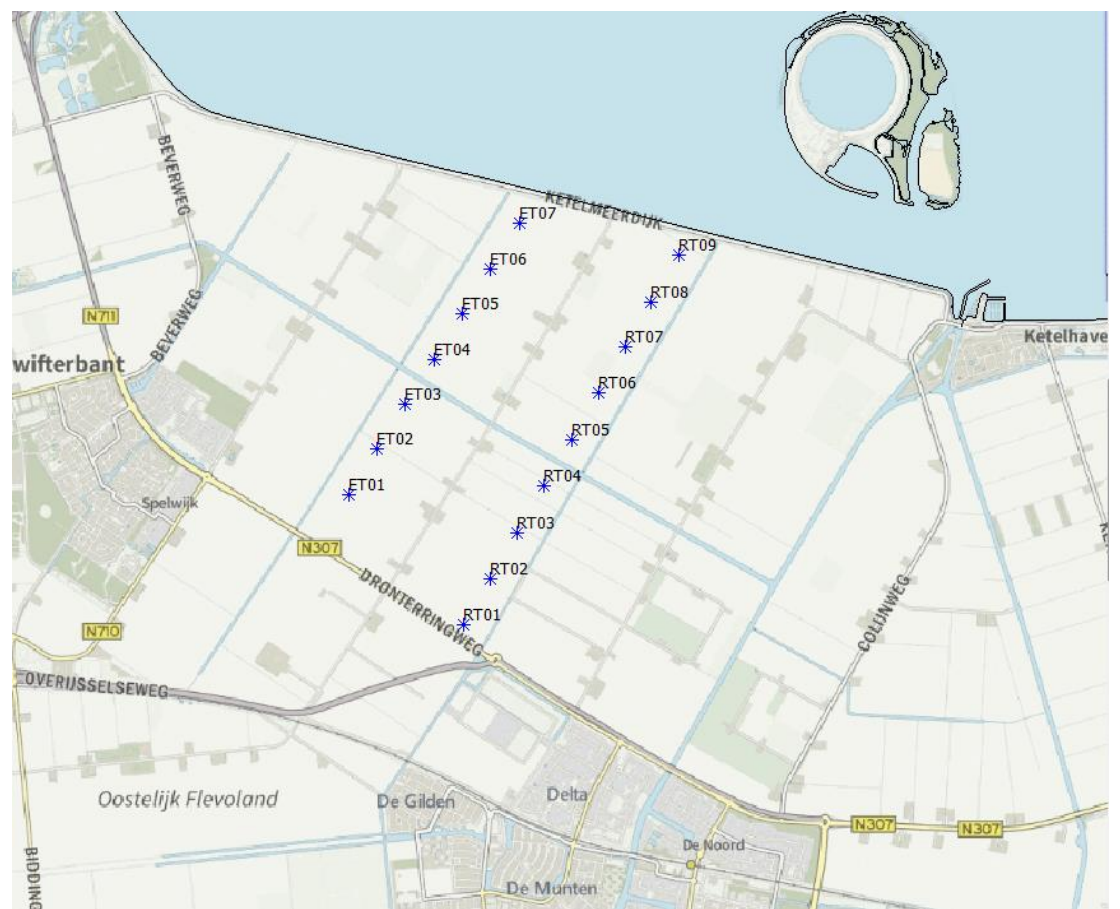 BEVERWEG
KETELMEERDIJK
ET07
RT09
ET06
BEVERWEG
RT08
ET05
N711
Ketelhave
RT07
wifterbant
ET04
RT06
ET03
RT05
ET02
RT04
ET01
Spelwijk
RT03
N307
RT02
DRONTERRINGWEG
COLIJNWEG
RT01
N710
OVERIJSSELSEWEG
Oostelijk Flevoland
De Gilden
Delta
N307
N307
De Noord
BIDDING
De Munten